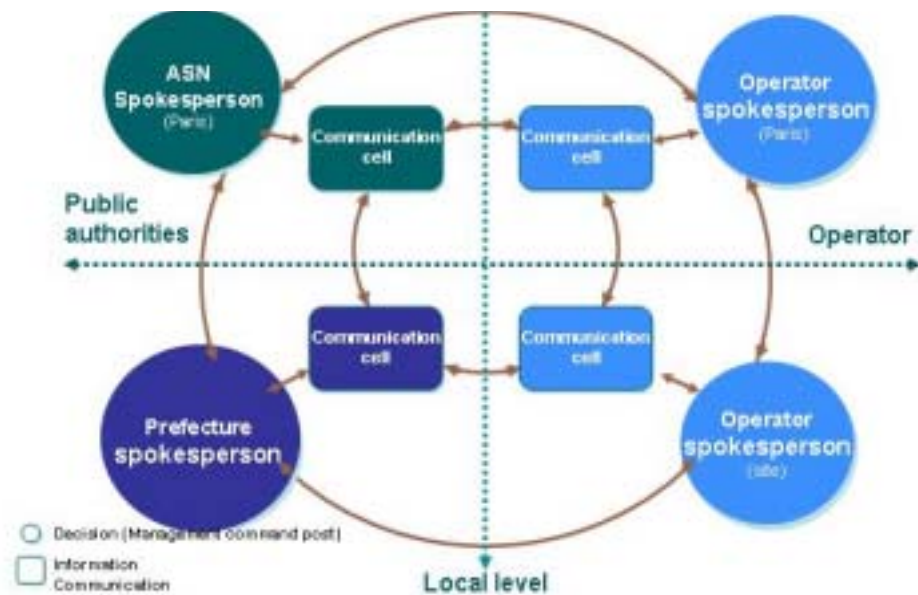 ASN
Spokesperson
(Paris)
Communication
cell
Communication
cell
Operator
spokesperson
(Paris)
Public
authorities
Operator
Communication
cell
Communication
cell
Prefecture
spokesperson
Operator
spokesperson
(site)
Decision (Management command post)
Information
Communication
Local level